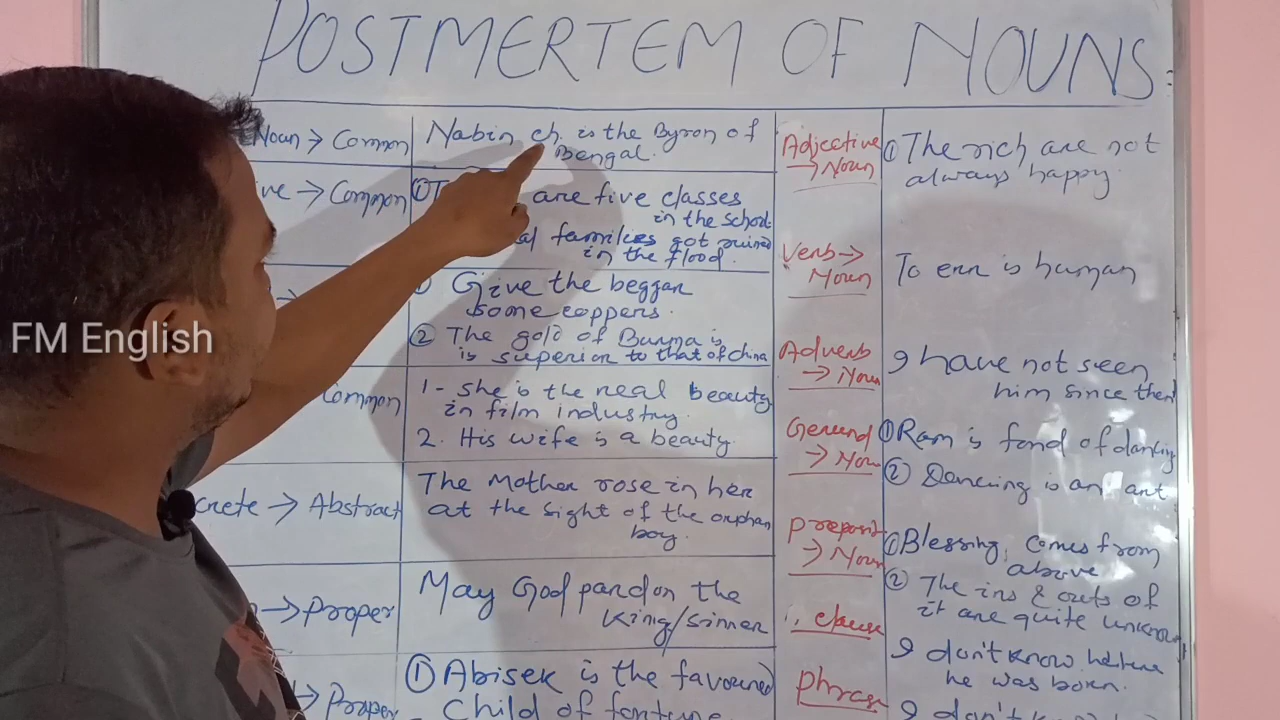 POSTMERTEM OF NOUNS:
Noun → Common
Nabin ch. is the Byron of
Bengal.
ive → Common
① are five classes
in the school.
families got ruined
in the flood.
Give the beggar
some coppers.
② The gold of Burma is
is superior to that of china
Common
1- She is the real beauty
in film industry.
2. His wife is a beauty.
crete → Abstract
The Mother rose in her
at the sight of the orphan
boy.
→ Proper
May God pardon the
King/Sinner
→ Proper
① Abisek is the favoured
Child of fortune
Adjective
→ Noun
① The rich are not
always happy.
Verb →
Noun
To err is human
Adverb
→ Noun
I have not seen
him since then
Gerund
→ Noun
① Ram is fond of dancing
② Dancing is an art
Preposit
→ Noun
① Blessing comes from
above
② The ins & outs of
it are quite unknown
clause
I don't know
he was born.
Phrase
I don't
FM English